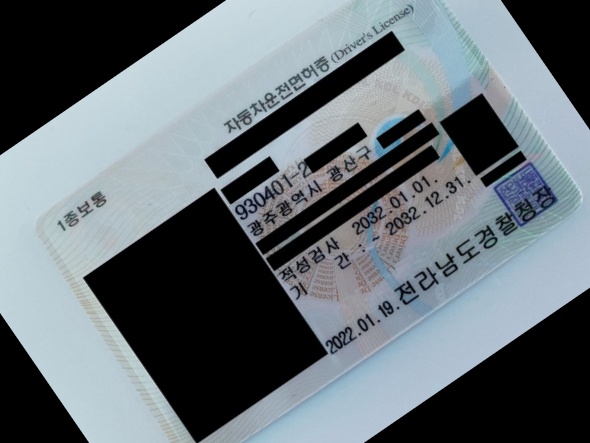 자동차운전면허증 (Driver's License)
1종보통
930401-2
광주광역시 광산구
적성검사 2032.01.01.
기 간 : ~ 2032.12.31.
2022.01.19. 전라남도경찰청장